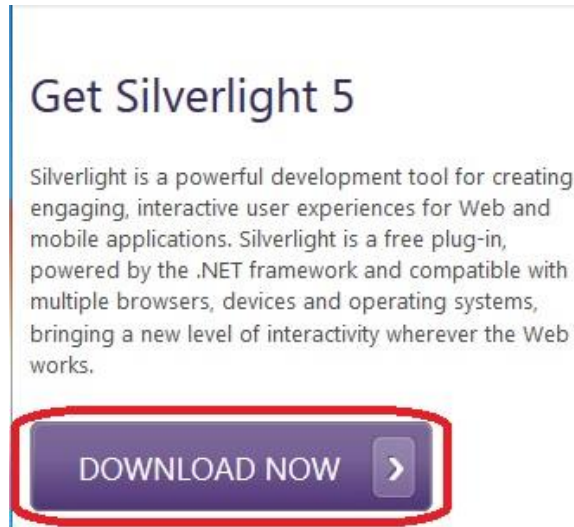 Get Silverlight 5
Silverlight is a powerful development tool for creating
engaging, interactive user experiences for Web and
mobile applications. Silverlight is a free plug-in,
powered by the .NET framework and compatible with
multiple browsers, devices and operating systems,
bringing a new level of interactivity wherever the Web
works.
DOWNLOAD NOW